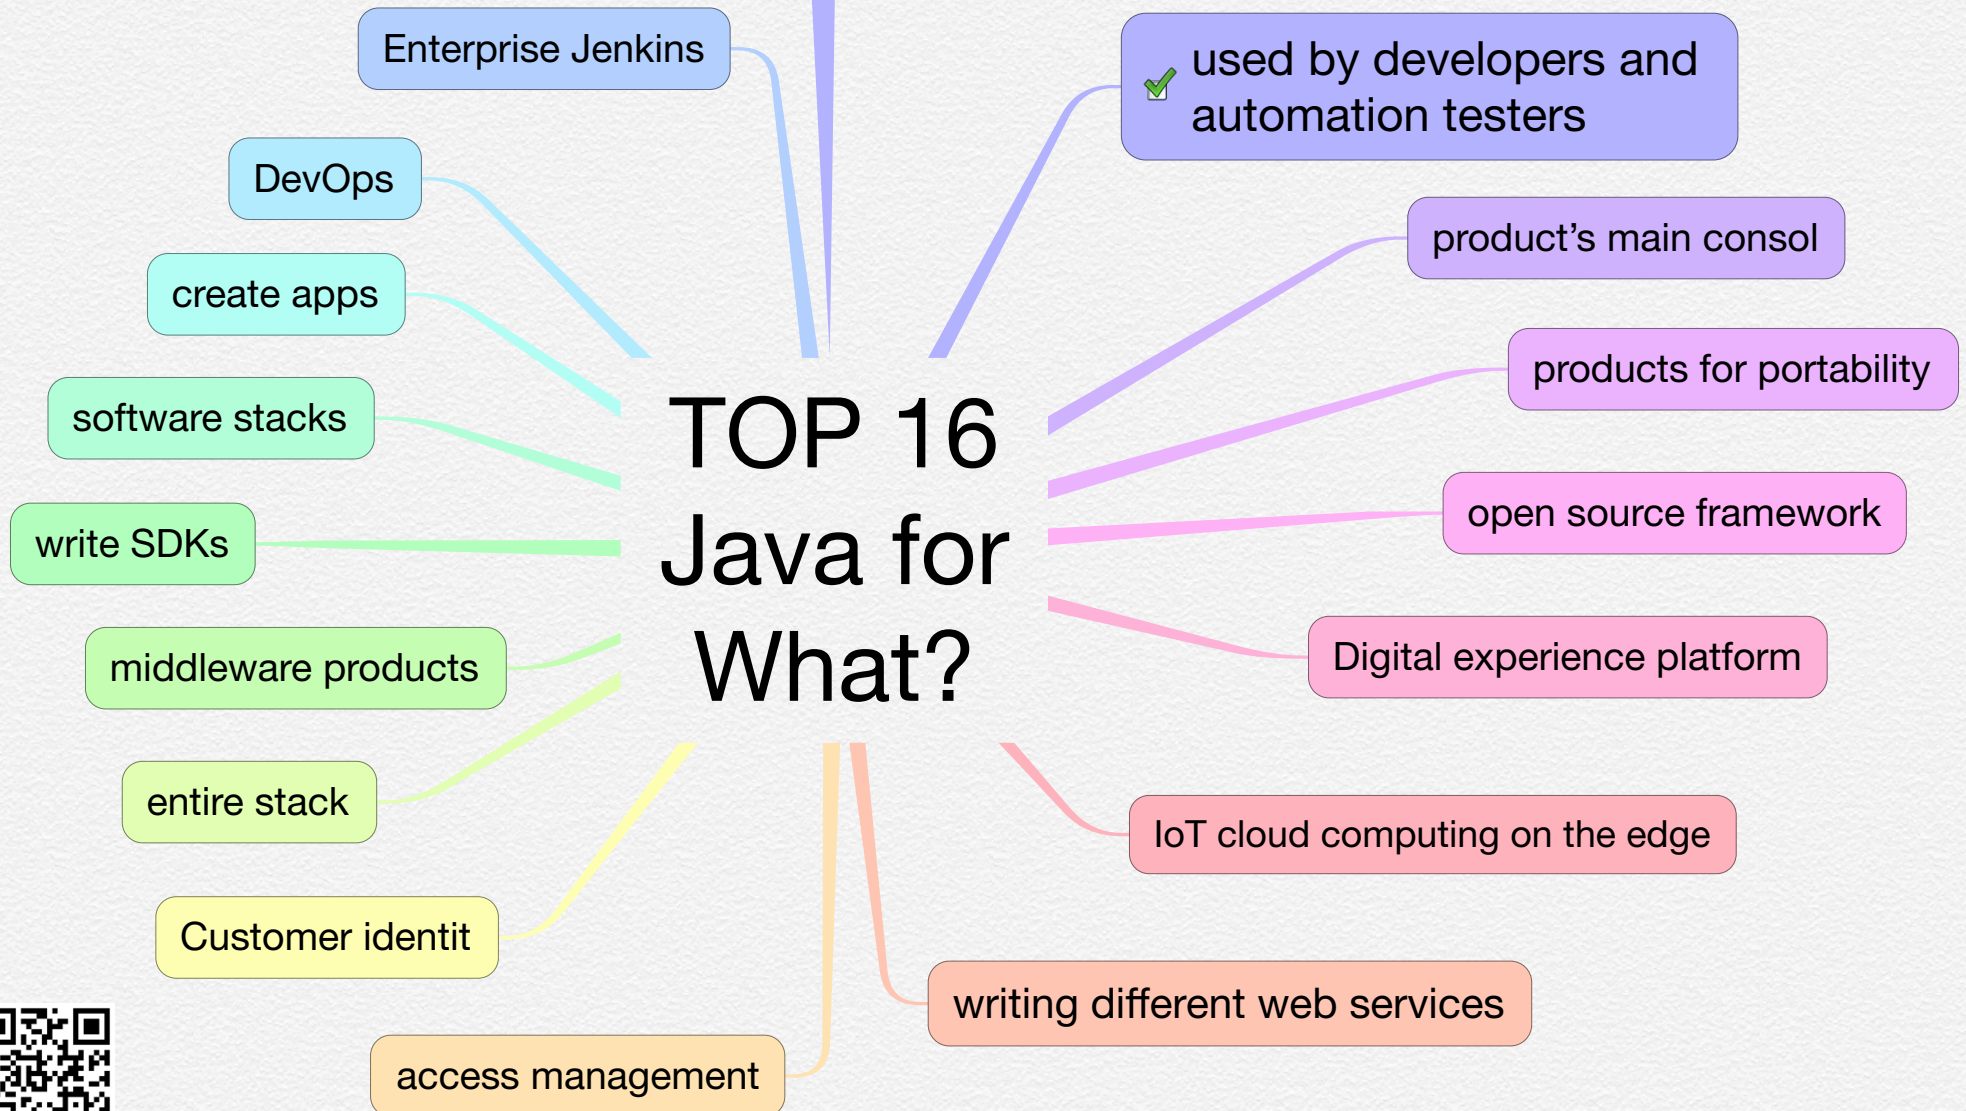 Enterprise Jenkins
used by developers and
automation testers
DevOps
product’s main consol
create apps
products for portability
software stacks
TOP 16
Java for
What?
open source framework
write SDKs
middleware products
Digital experience platform
entire stack
IoT cloud computing on the edge
Customer identit
writing different web services
access management